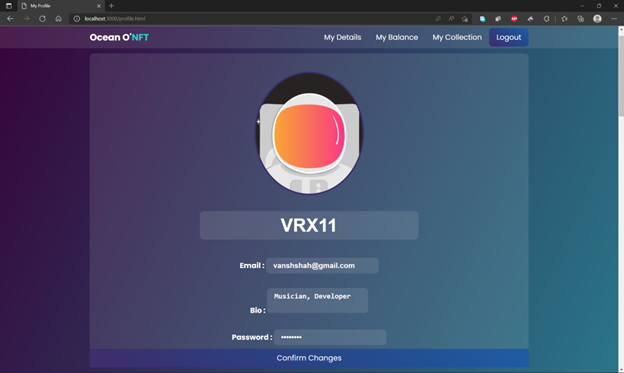 My Profile
localhost:5000/profile.html
Ocean O'NFT My Details My Balance My Collection Logout
VRX11
Email : vanshshah@gmail.com
Bio : Musician, Developer
Password : ••••••••
Confirm Changes